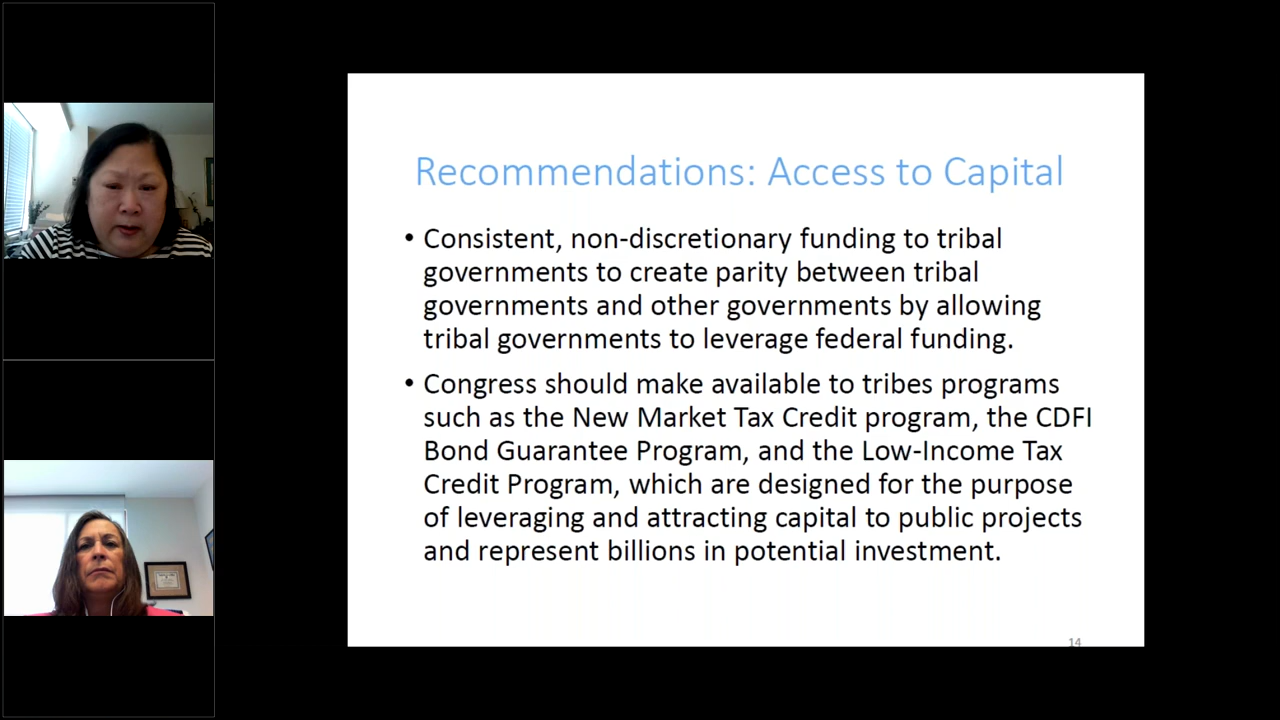 Recommendations: Access to Capital
• Consistent, non-discretionary funding to tribal
governments to create parity between tribal
governments and other governments by allowing
tribal governments to leverage federal funding.
• Congress should make available to tribes programs
such as the New Market Tax Credit program, the CDFI
Bond Guarantee Program, and the Low-Income Tax
Credit Program, which are designed for the purpose
of leveraging and attracting capital to public projects
and represent billions in potential investment.
14